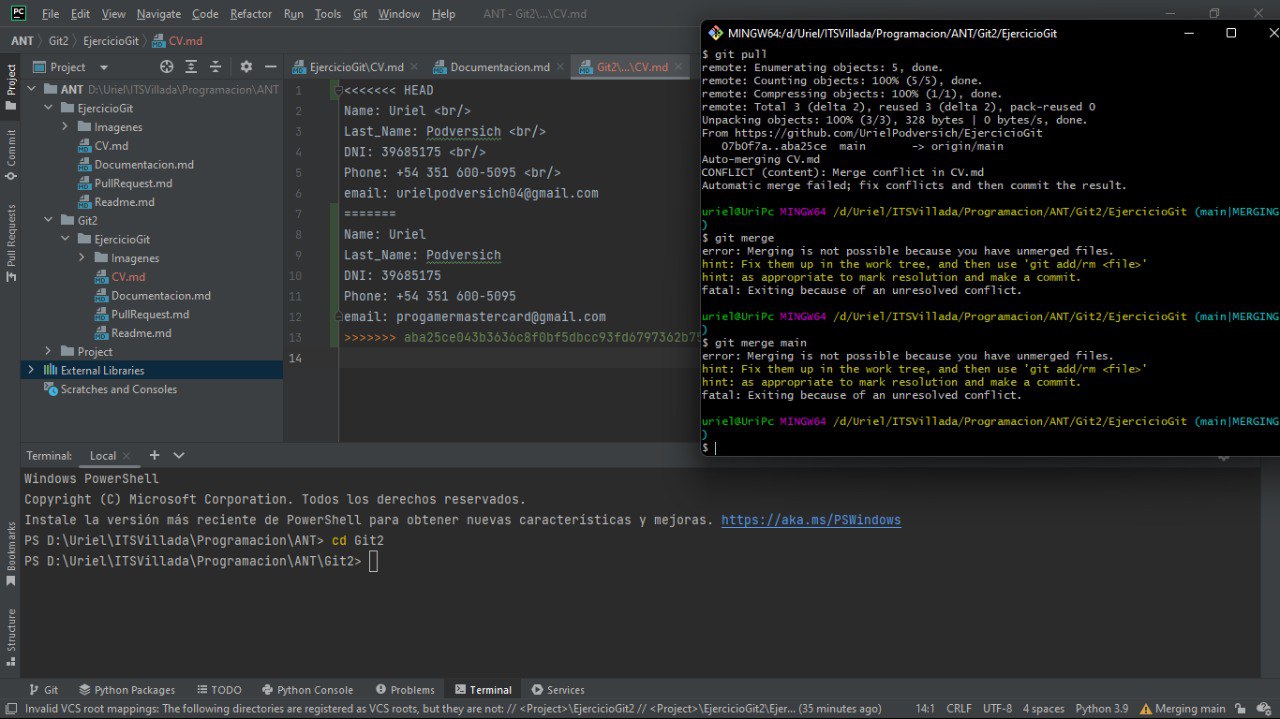 PC File Edit View Navigate Code Refactor Run Tools Git Window Help ANT - Git2\...\CV.md
ANT Git2 EjercicioGit CV.md
Project
EjercicioGit\CV.md Documentacion.md Git2\...\CV.md
Project
Commit
Pull Requests
ANT D:\Uriel\ITSVillada\Programacion\ANT
EjercicioGit
Imagenes
CV.md
Documentacion.md
PullRequest.md
Readme.md
Git2
EjercicioGit
Imagenes
CV.md
Documentacion.md
PullRequest.md
Readme.md
Project
External Libraries
Scratches and Consoles
1 <<<<<<< HEAD
2 Name: Uriel <br/>
3 Last_Name: Podversich <br/>
4 DNI: 39685175 <br/>
5 Phone: +54 351 600-5095 <br/>
6 email: urielpodversich04@gmail.com
7 =======
8 Name: Uriel
9 Last_Name: Podversich
10 DNI: 39685175
11 Phone: +54 351 600-5095
12 email: progamermastercard@gmail.com
13 >>>>>>> aba25ce043b3636c8f0bf5dbcc93fd6797362b75
14
MINGW64:/d/Uriel/ITSVillada/Programacion/ANT/Git2/EjercicioGit
$ git pull
remote: Enumerating objects: 5, done.
remote: Counting objects: 100% (5/5), done.
remote: Compressing objects: 100% (1/1), done.
remote: Total 3 (delta 2), reused 3 (delta 2), pack-reused 0
Unpacking objects: 100% (3/3), 328 bytes | 0 bytes/s, done.
From https://github.com/UrielPodversich/EjercicioGit
07b0f7a..aba25ce main -> origin/main
Auto-merging CV.md
CONFLICT (content): Merge conflict in CV.md
Automatic merge failed; fix conflicts and then commit the result.
uriel@UriPc MINGW64 /d/Uriel/ITSVillada/Programacion/ANT/Git2/EjercicioGit (main|MERGING
)
$ git merge
error: Merging is not possible because you have unmerged files.
hint: Fix them up in the work tree, and then use 'git add/rm <file>'
hint: as appropriate to mark resolution and make a commit.
fatal: Exiting because of an unresolved conflict.
uriel@UriPc MINGW64 /d/Uriel/ITSVillada/Programacion/ANT/Git2/EjercicioGit (main|MERGING
)
$ git merge main
error: Merging is not possible because you have unmerged files.
hint: Fix them up in the work tree, and then use 'git add/rm <file>'
hint: as appropriate to mark resolution and make a commit.
fatal: Exiting because of an unresolved conflict.
uriel@UriPc MINGW64 /d/Uriel/ITSVillada/Programacion/ANT/Git2/EjercicioGit (main|MERGING
)
$
Terminal: Local
Windows PowerShell
Copyright (C) Microsoft Corporation. Todos los derechos reservados.
Instale la versión más reciente de PowerShell para obtener nuevas características y mejoras. https://aka.ms/PSWindows
PS D:\Uriel\ITSVillada\Programacion\ANT> cd Git2
PS D:\Uriel\ITSVillada\Programacion\ANT\Git2>
Bookmarks
Structure
Git Python Packages TODO Python Console Problems Terminal Services
Invalid VCS root mappings: The following directories are registered as VCS roots, but they are not: // <Project>\EjercicioGit2 // <Project>\EjercicioGit2\Ejer... (35 minutes ago) 14:1 CRLF UTF-8 4 spaces Python 3.9 Merging main